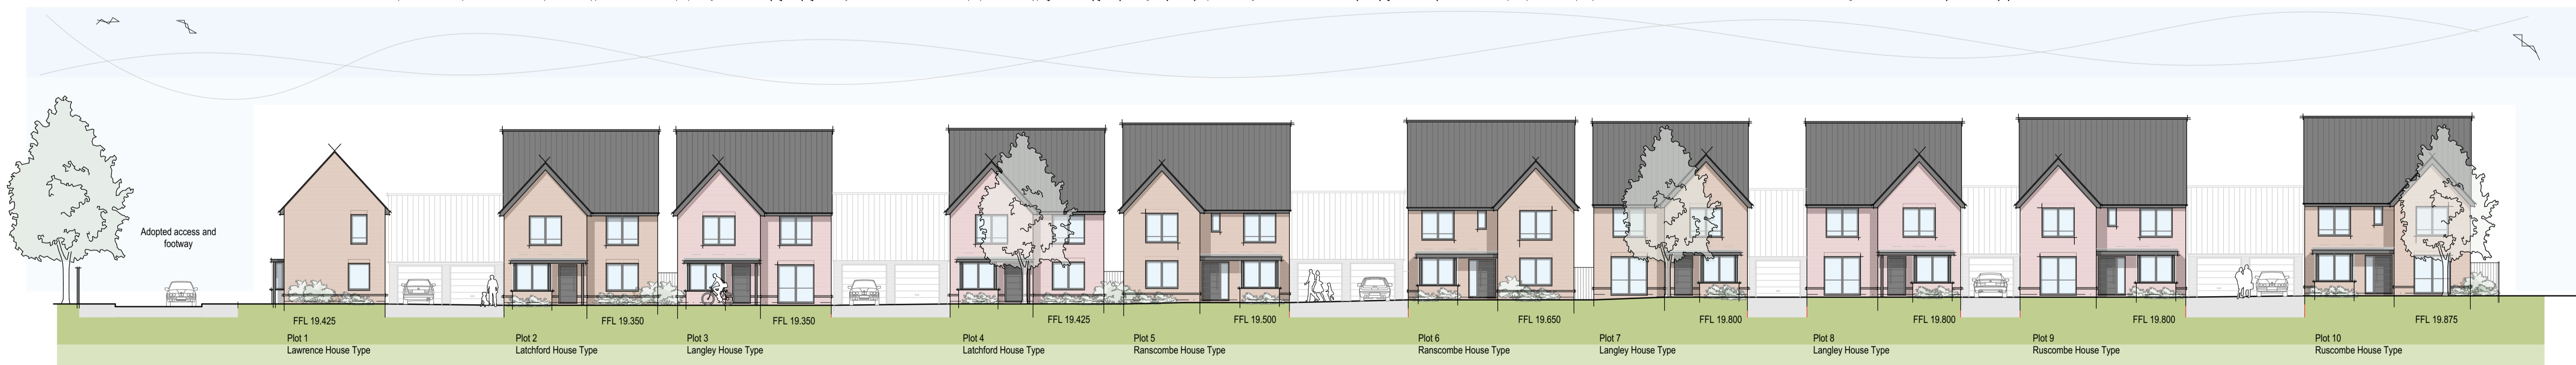 Adopted access and
footway
FFL 19.425
Plot 1
Lawrence House Type
FFL 19.350
Plot 2
Latchford House Type
FFL 19.350
Plot 3
Langley House Type
FFL 19.425
Plot 4
Latchford House Type
FFL 19.500
Plot 5
Ranscombe House Type
FFL 19.650
Plot 6
Ranscombe House Type
FFL 19.800
Plot 7
Langley House Type
FFL 19.800
Plot 8
Langley House Type
FFL 19.800
Plot 9
Ruscombe House Type
FFL 19.875
Plot 10
Ruscombe House Type